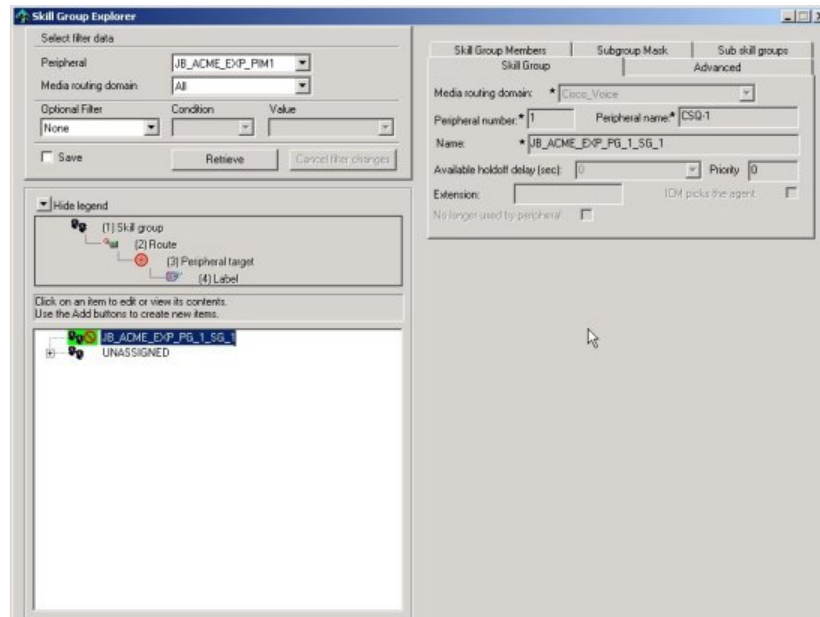 Skill Group Explorer
Select filter data
Peripheral JB_ACME_EXP_PIM1
Media routing domain All
Optional Filter Condition Value
None
Save Retrieve Cancel filter changes
Hide legend
(1) Skill group
(2) Route
(3) Peripheral target
(4) Label
Click on an item to edit or view its contents.
Use the Add buttons to create new items.
JB_ACME_EXP_PG_1_SG_1
UNASSIGNED
Skill Group Members Subgroup Mask Sub skill groups
Skill Group Advanced
Media routing domain: * Cisco_Voice
Peripheral number: * 1 Peripheral name:* CSQ-1
Name: * JB_ACME_EXP_PG_1_SG_1
Available holdoff delay (sec): 0 Priority 0
Extension: ICM picks the agent
No longer used by peripheral: